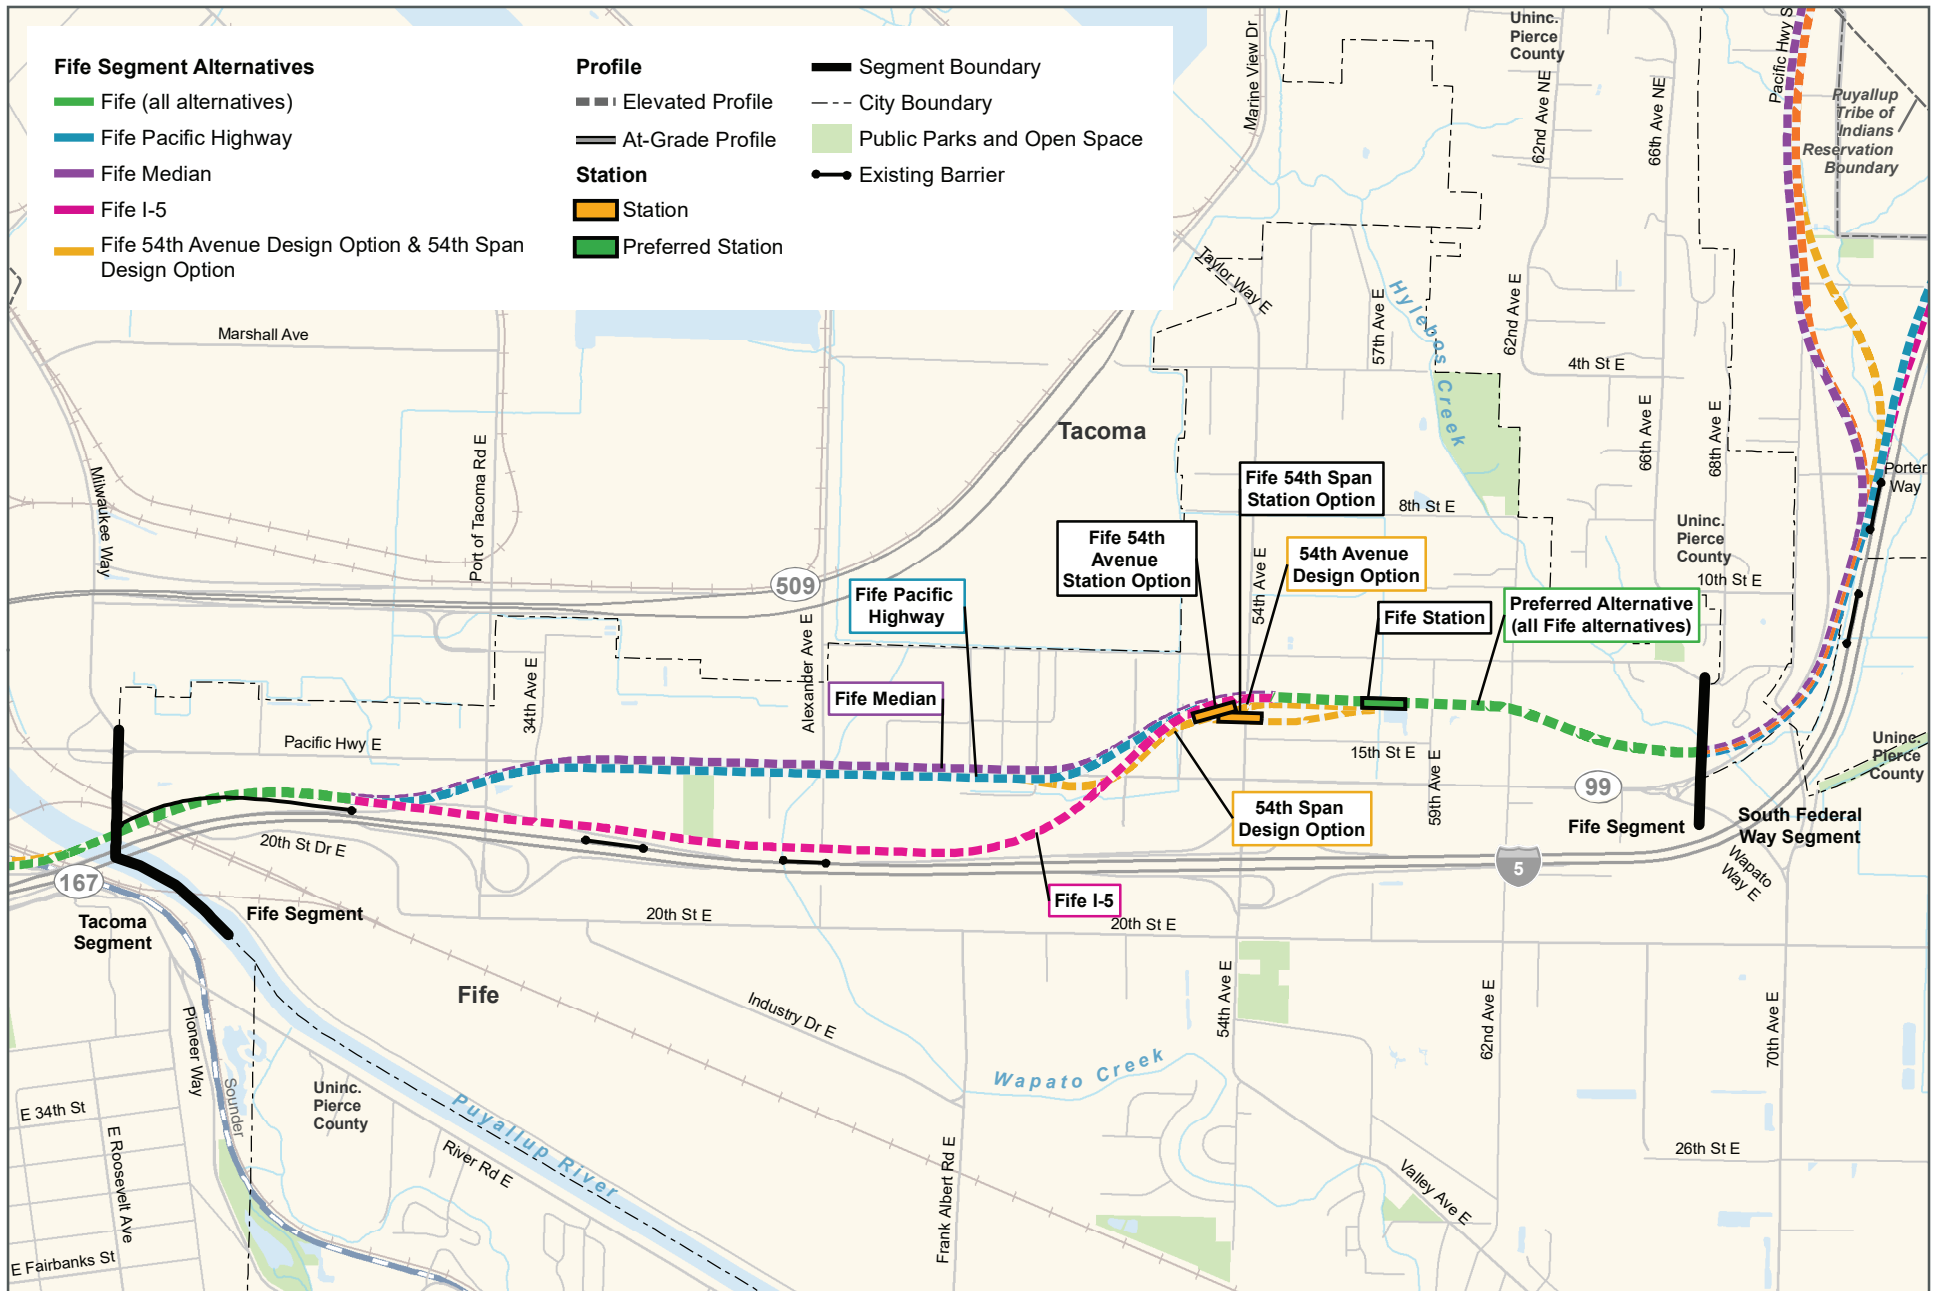 Fife Segment Alternatives
Fife (all alternatives)
Fife Pacific Highway
Fife Median
Fife I-5
Fife 54th Avenue Design Option & 54th Span
Design Option
Profile
Elevated Profile
At-Grade Profile
Station
Station
Preferred Station
Segment Boundary
City Boundary
Public Parks and Open Space
Existing Barrier
Marine View Dr
Uninc.
Pierce
County
62nd Ave NE
66th Ave NE
Pacific Hwy S
Puyallup
Tribe of
Indians
Reservation
Boundary
Taylor Way E
Hylebos Creek
57th Ave E
62nd Ave E
4th St E
66th Ave E
68th Ave E
Marshall Ave
Tacoma
Milwaukee Way
Port of Tacoma Rd E
509
Porter
Way
Fife 54th Span
Station Option
8th St E
Fife 54th
Avenue
Station Option
54th Ave E
54th Avenue
Design Option
Uninc.
Pierce
County
10th St E
Fife Pacific
Highway
Fife Station
Preferred Alternative
(all Fife alternatives)
Alexander Ave E
34th Ave E
Fife Median
Pacific Hwy E
15th St E
59th Ave E
99
Uninc.
Pierce
County
54th Span
Design Option
Fife Segment
South Federal
Way Segment
20th St Dr E
167
5
Wapato
Way E
Fife I-5
Tacoma
Segment
Fife Segment
20th St E
20th St E
Fife
Industry Dr E
54th Ave E
62nd Ave E
70th Ave E
Pioneer Way
Sounder
Wapato Creek
Uninc.
Pierce
County
Puyallup River
E 34th St
E Roosevelt Ave
River Rd E
Frank Albert Rd E
Valley Ave E
26th St E
E Fairbanks St